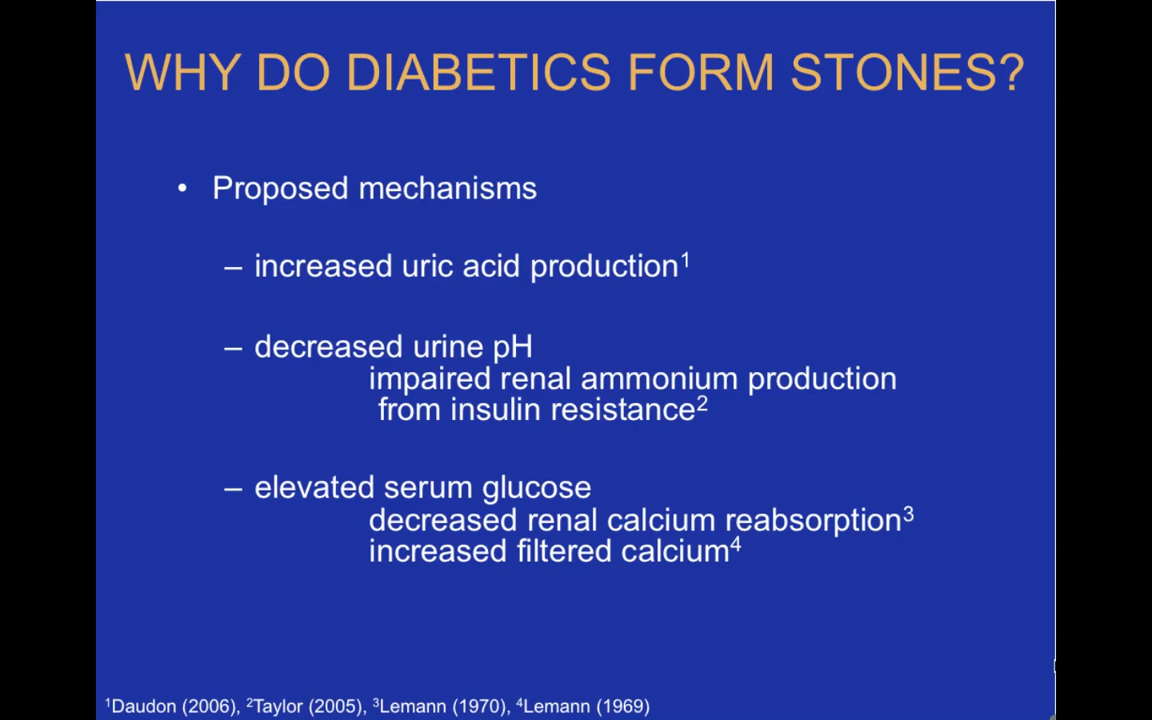 WHY DO DIABETICS FORM STONES?
• Proposed mechanisms
– increased uric acid production¹
– decreased urine pH
impaired renal ammonium production
from insulin resistance²
– elevated serum glucose
decreased renal calcium reabsorption³
increased filtered calcium⁴
¹Daudon (2006), ²Taylor (2005), ³Lemann (1970), ⁴Lemann (1969)